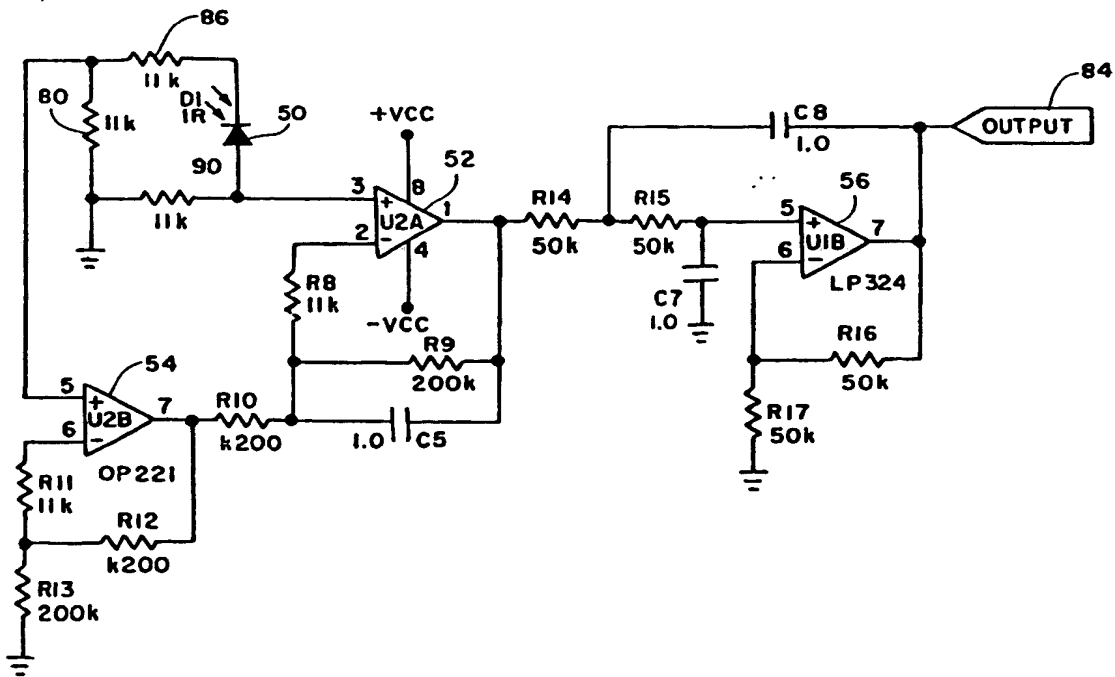 86
11k
80
11k
D1
1R
50
90
11k
+VCC
52
3
+
8
U2A
1
2
-
4
-VCC
R8
11k
R9
200k
1.0
C5
R14
50k
R15
50k
C8
1.0
84
OUTPUT
56
5
+
7
U1B
6
-
LP324
C7
1.0
R16
50k
R17
50k
54
5
+
7
U2B
6
-
OP221
R10
k200
R11
11k
R12
k200
R13
200k